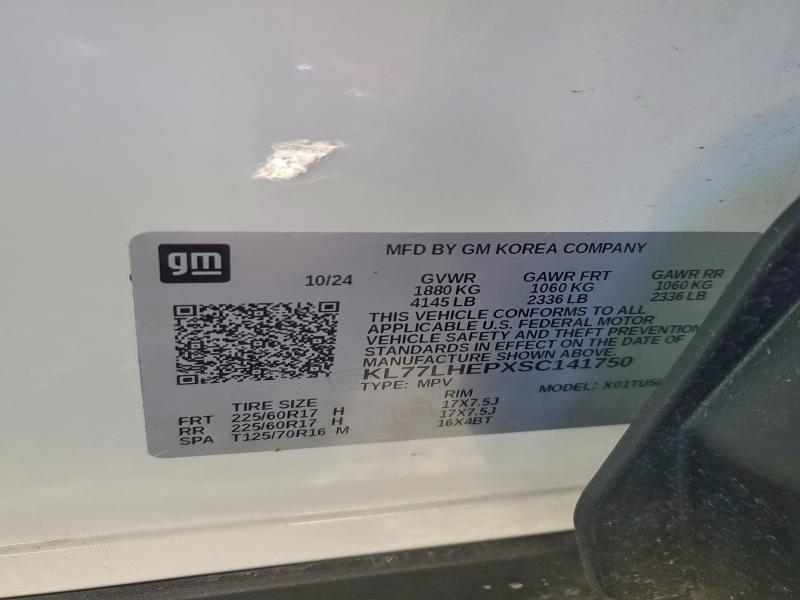 gm
MFD BY GM KOREA COMPANY
10/24
GVWR GAWR FRT GAWR RR
1880 KG 1060 KG 1060 KG
4145 LB 2336 LB 2336 LB
THIS VEHICLE CONFORMS TO ALL
APPLICABLE U.S. FEDERAL MOTOR
VEHICLE SAFETY AND THEFT PREVENTION
STANDARDS IN EFFECT ON THE DATE OF
MANUFACTURE SHOWN ABOVE.
KL77LHEPXSC141750
TYPE: MPV MODEL:
TIRE SIZE RIM
FRT 225/60R17 H 17X7.5J
RR 225/60R17 H 17X7.5J
SPA T125/70R16 M 16X4BT